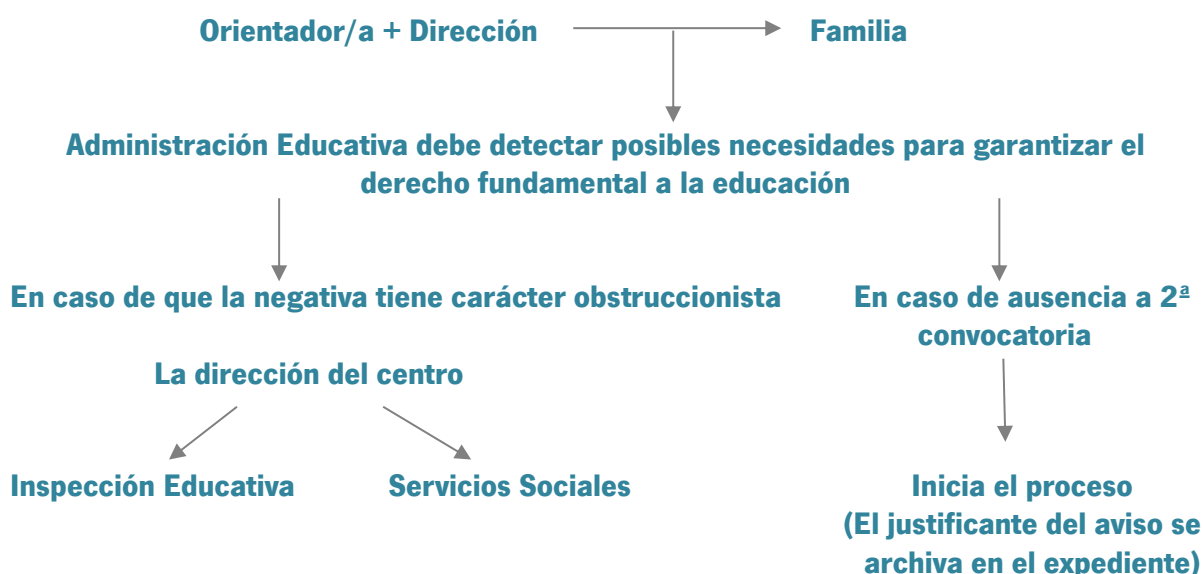 Orientador/a + Dirección
Familia
Administración Educativa debe detectar posibles necesidades para garantizar el
derecho fundamental a la educación
En caso de que la negativa tiene carácter obstruccionista
En caso de ausencia a 2ª
convocatoria
La dirección del centro
Inspección Educativa
Servicios Sociales
Inicia el proceso
(El justificante del aviso se
archiva en el expediente)